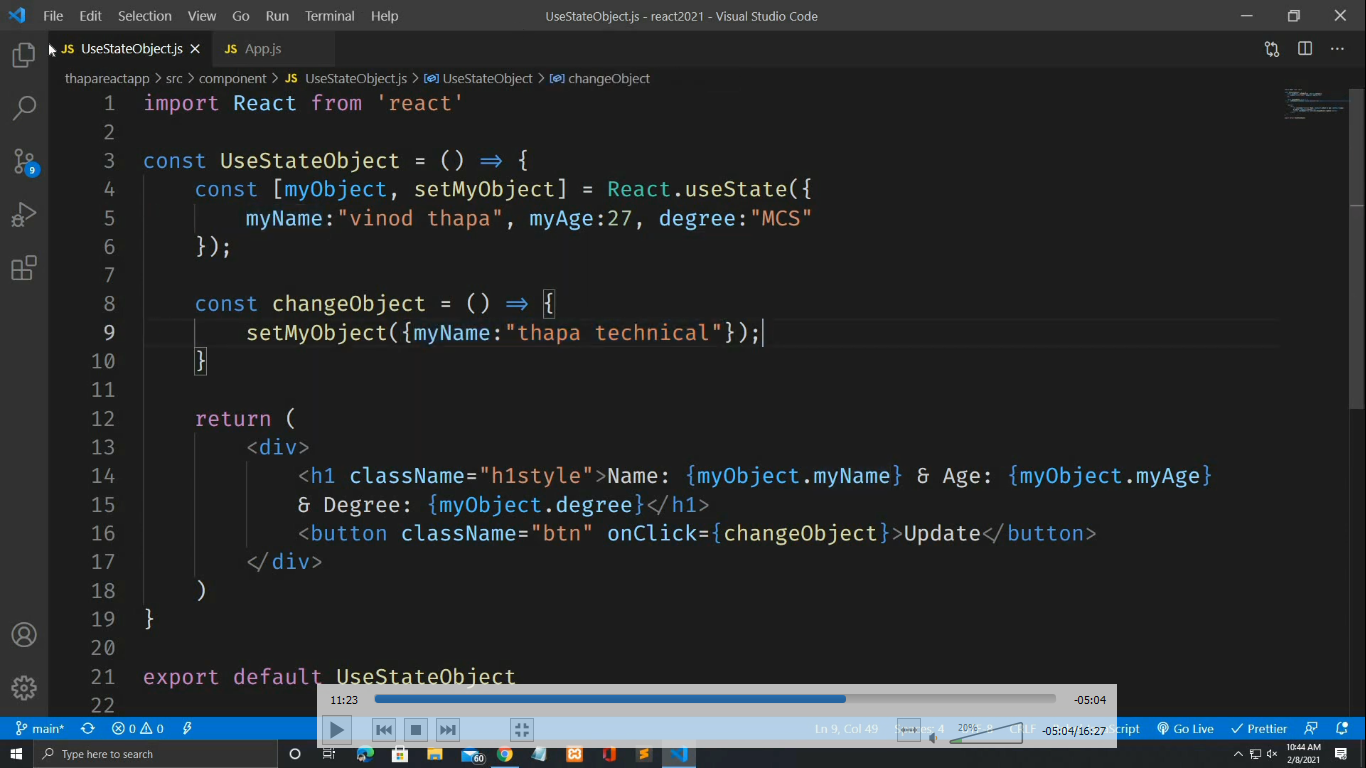 File Edit Selection View Go Run Terminal Help UseStateObject.js - react2021 - Visual Studio Code
JS UseStateObject.js JS App.js
thapareactapp > src > component > JS UseStateObject.js > UseStateObject > changeObject
1 import React from 'react'
2
3 const UseStateObject = () => {
4 const [myObject, setMyObject] = React.useState({
5 myName:"vinod thapa", myAge:27, degree:"MCS"
6 });
7
8 const changeObject = () => {
9 setMyObject({myName:"thapa technical"});
10 }
11
12 return (
13 <div>
14 <h1 className="h1style">Name: {myObject.myName} & Age: {myObject.myAge}
15 & Degree: {myObject.degree}</h1>
16 <button className="btn" onClick={changeObject}>Update</button>
17 </div>
18 )
19 }
20
21 export default UseStateObject
22
9
11:23 -05:04
20% -05:04/16:27
main* 0 0 Ln 9, Col 49 Go Live Prettier
Type here to search 60 10:44 AM
2/8/2021